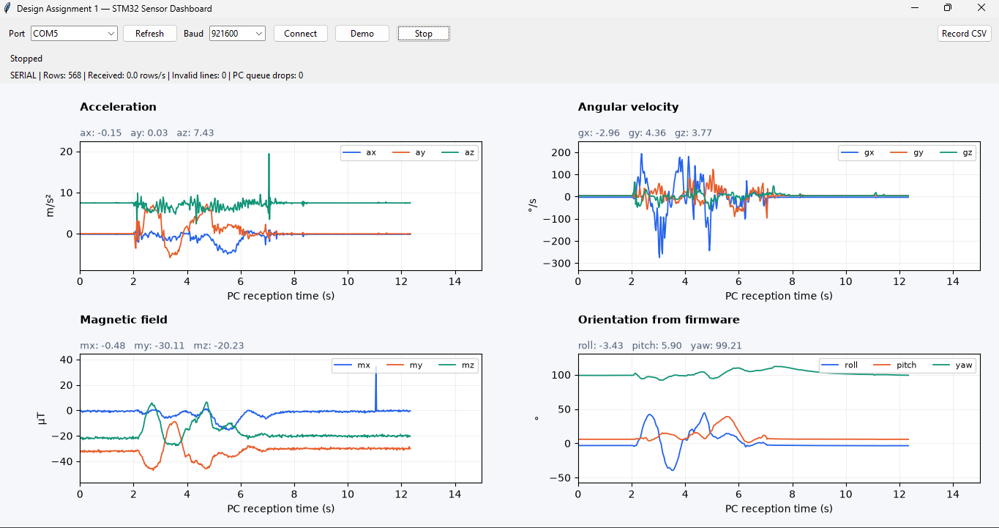 Design Assignment 1 — STM32 Sensor Dashboard
Port COM5 Refresh Baud 921600 Connect Demo Stop Record CSV
Stopped
SERIAL | Rows: 568 | Received: 0.0 rows/s | Invalid lines: 0 | PC queue drops: 0
Acceleration
ax: -0.15 ay: 0.03 az: 7.43
ax ay az
20
10
0
m/s²
0 2 4 6 8 10 12 14
PC reception time (s)
Angular velocity
gx: -2.96 gy: 4.36 gz: 3.77
gx gy gz
200
100
0
−100
−200
−300
°/s
0 2 4 6 8 10 12 14
PC reception time (s)
Magnetic field
mx: -0.48 my: -30.11 mz: -20.23
mx my mz
40
20
0
−20
−40
μT
0 2 4 6 8 10 12 14
PC reception time (s)
Orientation from firmware
roll: -3.43 pitch: 5.90 yaw: 99.21
roll pitch yaw
100
50
0
−50
°
0 2 4 6 8 10 12 14
PC reception time (s)